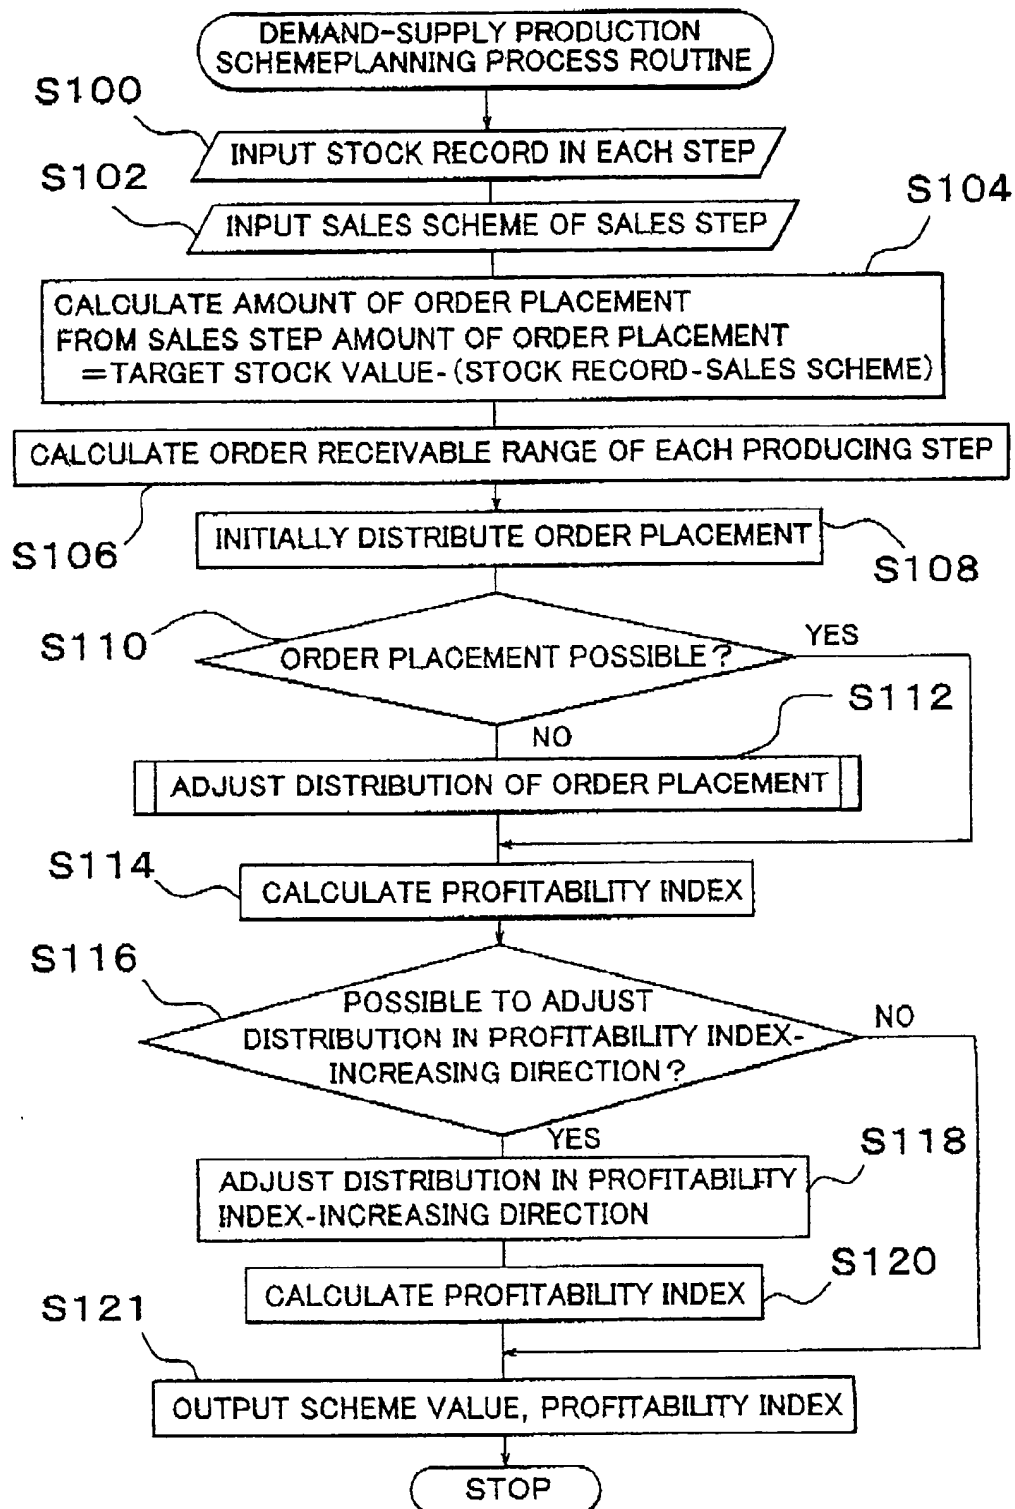 DEMAND-SUPPLY PRODUCTION
SCHEMEPLANNING PROCESS ROUTINE
S100
INPUT STOCK RECORD IN EACH STEP
S102
INPUT SALES SCHEME OF SALES STEP
S104
CALCULATE AMOUNT OF ORDER PLACEMENT
FROM SALES STEP AMOUNT OF ORDER PLACEMENT
=TARGET STOCK VALUE-(STOCK RECORD-SALES SCHEME)
CALCULATE ORDER RECEIVABLE RANGE OF EACH PRODUCING STEP
S106
INITIALLY DISTRIBUTE ORDER PLACEMENT
S108
S110
ORDER PLACEMENT POSSIBLE?
YES
NO
S112
ADJUST DISTRIBUTION OF ORDER PLACEMENT
S114
CALCULATE PROFITABILITY INDEX
S116
POSSIBLE TO ADJUST
DISTRIBUTION IN PROFITABILITY INDEX-
INCREASING DIRECTION?
NO
YES
S118
ADJUST DISTRIBUTION IN PROFITABILITY
INDEX-INCREASING DIRECTION
S120
CALCULATE PROFITABILITY INDEX
S121
OUTPUT SCHEME VALUE, PROFITABILITY INDEX
STOP